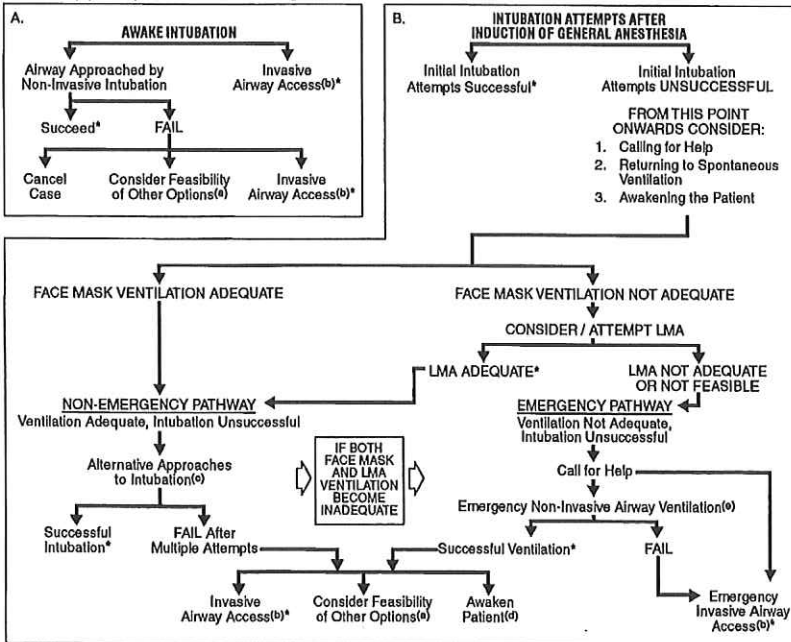 A.
AWAKE INTUBATION
Airway Approached by
Non-Invasive Intubation
Invasive
Airway Access(b)*
Succeed*
FAIL
Cancel
Case
Consider Feasibility
of Other Options(a)
Invasive
Airway Access(b)*
B.
INTUBATION ATTEMPTS AFTER
INDUCTION OF GENERAL ANESTHESIA
Initial Intubation
Attempts Successful*
Initial Intubation
Attempts UNSUCCESSFUL
FROM THIS POINT
ONWARDS CONSIDER:
1. Calling for Help
2. Returning to Spontaneous
Ventilation
3. Awakening the Patient
FACE MASK VENTILATION ADEQUATE
FACE MASK VENTILATION NOT ADEQUATE
CONSIDER / ATTEMPT LMA
LMA ADEQUATE*
LMA NOT ADEQUATE
OR NOT FEASIBLE
NON-EMERGENCY PATHWAY
Ventilation Adequate, Intubation Unsuccessful
EMERGENCY PATHWAY
Ventilation Not Adequate,
Intubation Unsuccessful
Alternative Approaches
to Intubation(c)
IF BOTH
FACE MASK
AND LMA
VENTILATION
BECOME
INADEQUATE
Call for Help
Emergency Non-Invasive Airway Ventilation(e)
Successful
Intubation*
FAIL After
Multiple Attempts
Successful Ventilation*
FAIL
Invasive
Airway Access(b)*
Consider Feasibility
of Other Options(a)
Awaken
Patient(d)
Emergency
Invasive Airway
Access(b)*